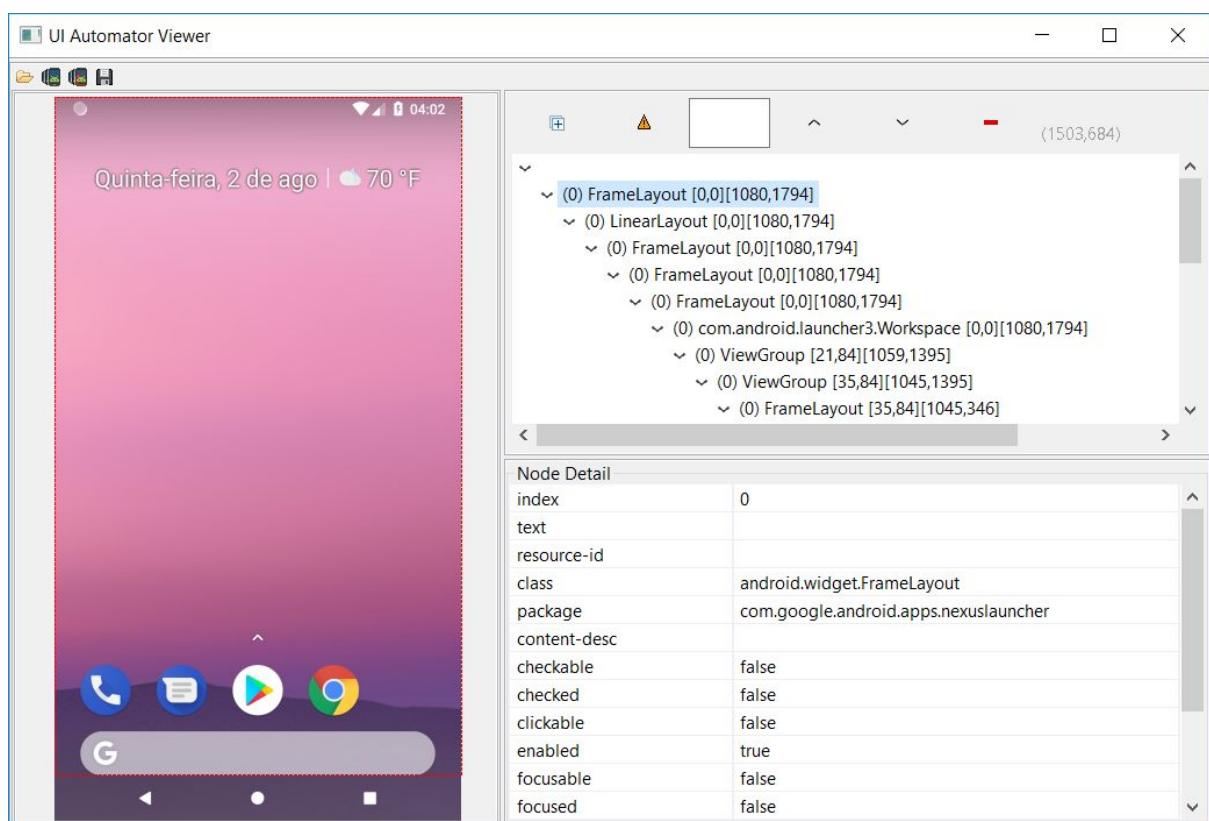 UI Automator Viewer
04:02
Quinta-feira, 2 de ago | 70 °F
G
(1503,684)
(0) FrameLayout [0,0][1080,1794]
(0) LinearLayout [0,0][1080,1794]
(0) FrameLayout [0,0][1080,1794]
(0) FrameLayout [0,0][1080,1794]
(0) FrameLayout [0,0][1080,1794]
(0) com.android.launcher3.Workspace [0,0][1080,1794]
(0) ViewGroup [21,84][1059,1395]
(0) ViewGroup [35,84][1045,1395]
(0) FrameLayout [35,84][1045,346]
Node Detail
index 0
text
resource-id
class android.widget.FrameLayout
package com.google.android.apps.nexuslauncher
content-desc
checkable false
checked false
clickable false
enabled true
focusable false
focused false